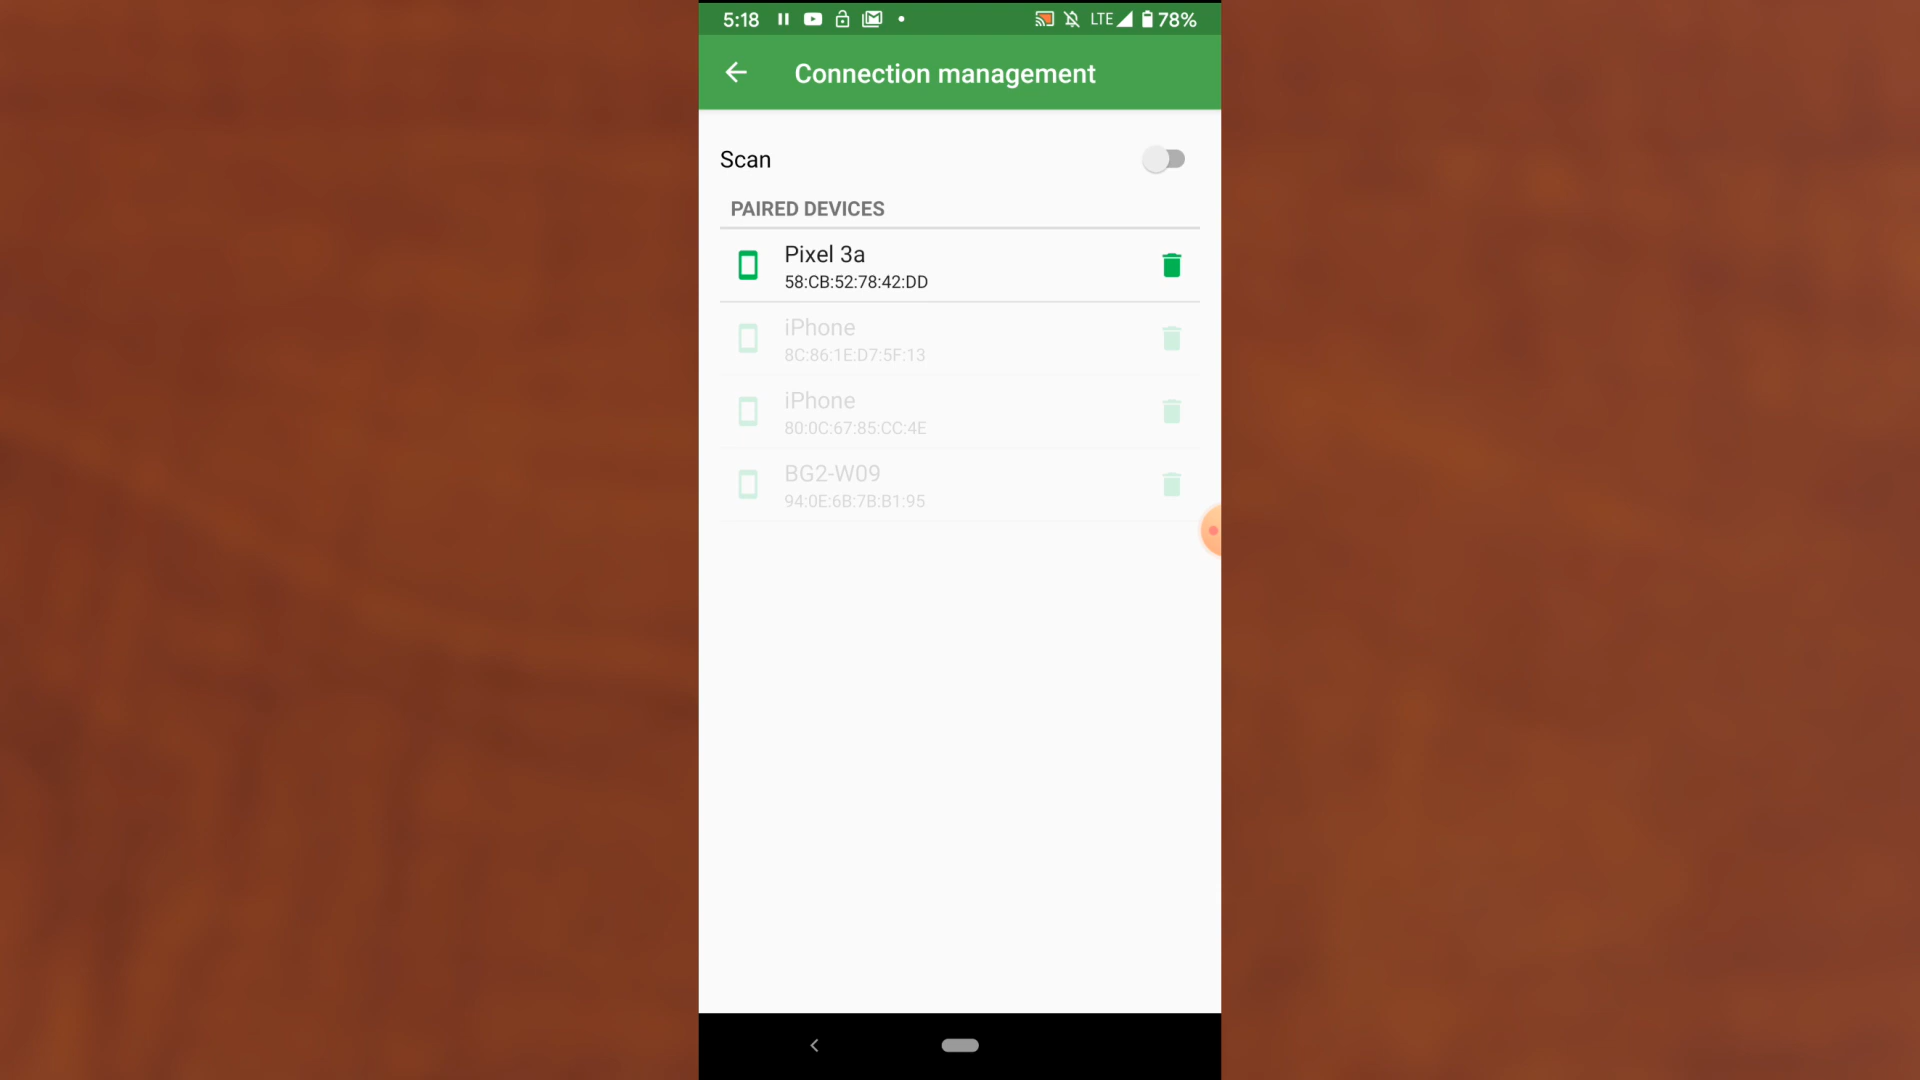 5:18 LTE 78%
Connection management
Scan
PAIRED DEVICES
Pixel 3a
58:CB:52:78:42:DD
iPhone
8C:86:1E:D7:5F:13
iPhone
80:0C:67:85:CC:4E
BG2-W09
94:0E:6B:7B:B1:95